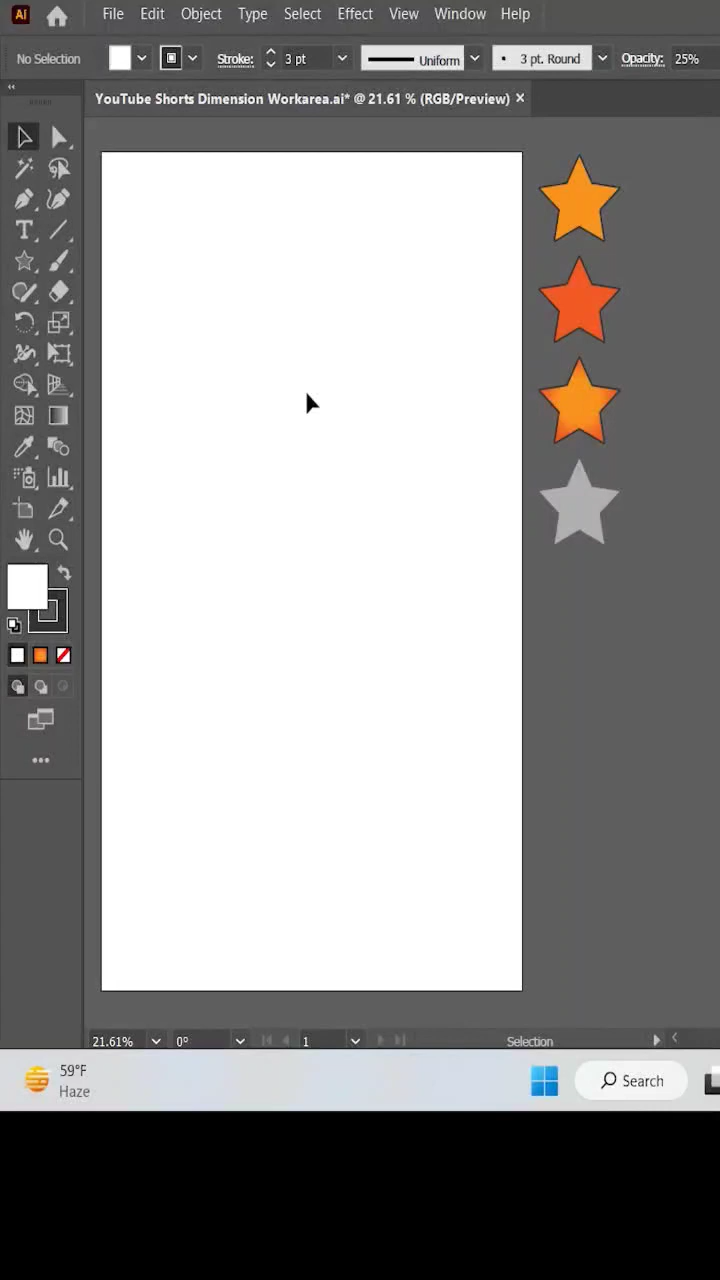 Ai File Edit Object Type Select Effect View Window Help
No Selection Stroke: 3 pt Uniform 3 pt. Round Opacity: 25%
YouTube Shorts Dimension Workarea.ai* @ 21.61 % (RGB/Preview) ×
T
21.61% 0° 1 Selection
59°F
Haze
Search